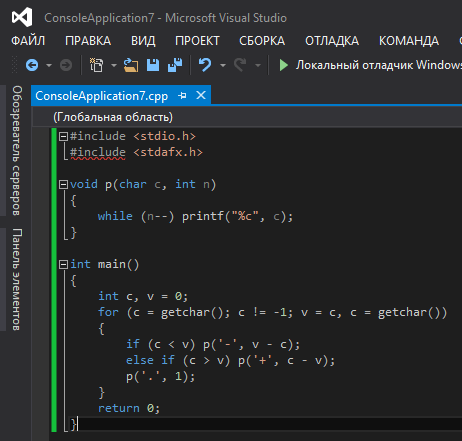 ConsoleApplication7 - Microsoft Visual Studio
ФАЙЛ ПРАВКА ВИД ПРОЕКТ СБОРКА ОТЛАДКА КОМАНДА
Локальный отладчик Windows
Обозреватель серверов
Панель элементов
ConsoleApplication7.cpp
(Глобальная область)
#include <stdio.h>
#include <stdafx.h>
void p(char c, int n)
{
    while (n--) printf("%c", c);
}
int main()
{
    int c, v = 0;
    for (c = getchar(); c != -1; v = c, c = getchar())
    {
        if (c < v) p('-', v - c);
        else if (c > v) p('+', c - v);
        p('.', 1);
    }
    return 0;
}